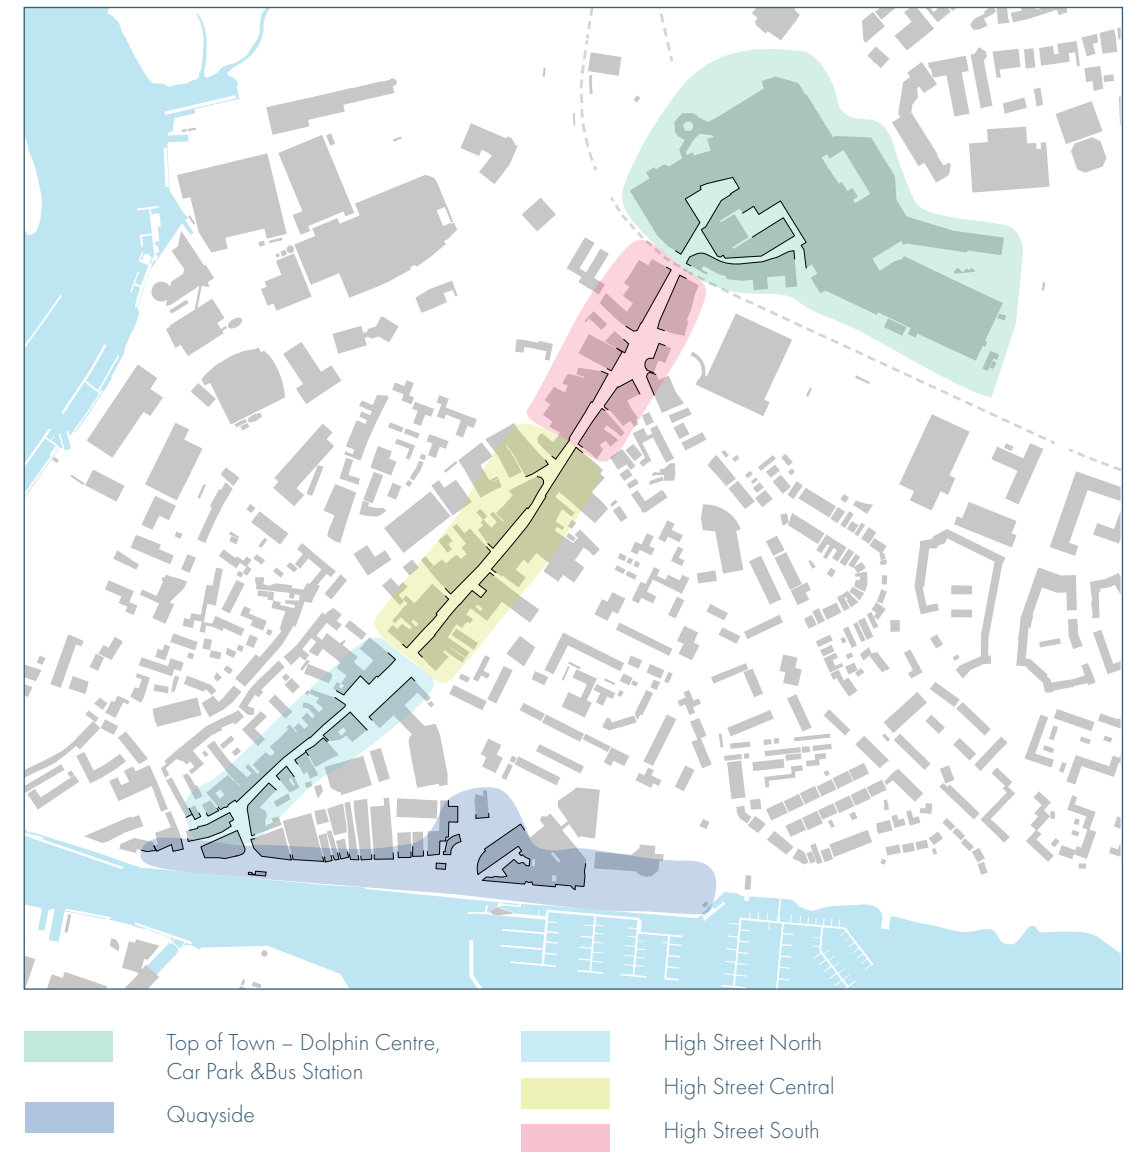 Top of Town – Dolphin Centre,
Car Park &Bus Station
Quayside
High Street North
High Street Central
High Street South